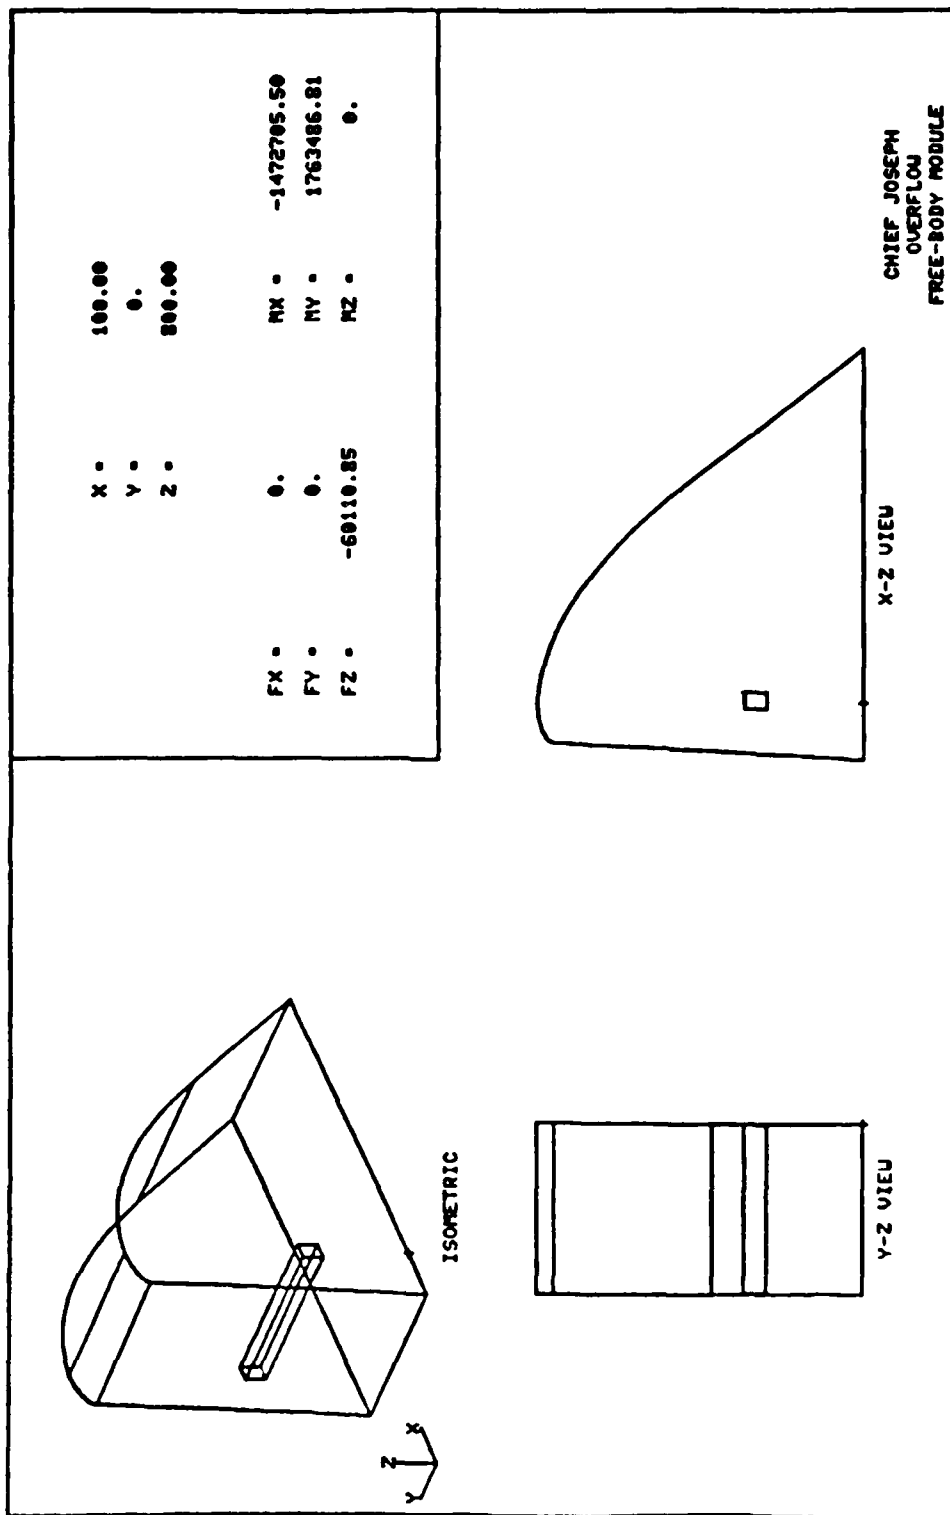 X = 100.00
Y = 0.
Z = 800.00
FX = 0. MX = -1472705.50
FY = 0. MY = 1763486.81
FZ = -60110.85 MZ = 0.
Z
Y X
ISOMETRIC
Y-Z VIEW
X-Z VIEW
CHIEF JOSEPH
OVERFLOW
FREE-BODY MODULE